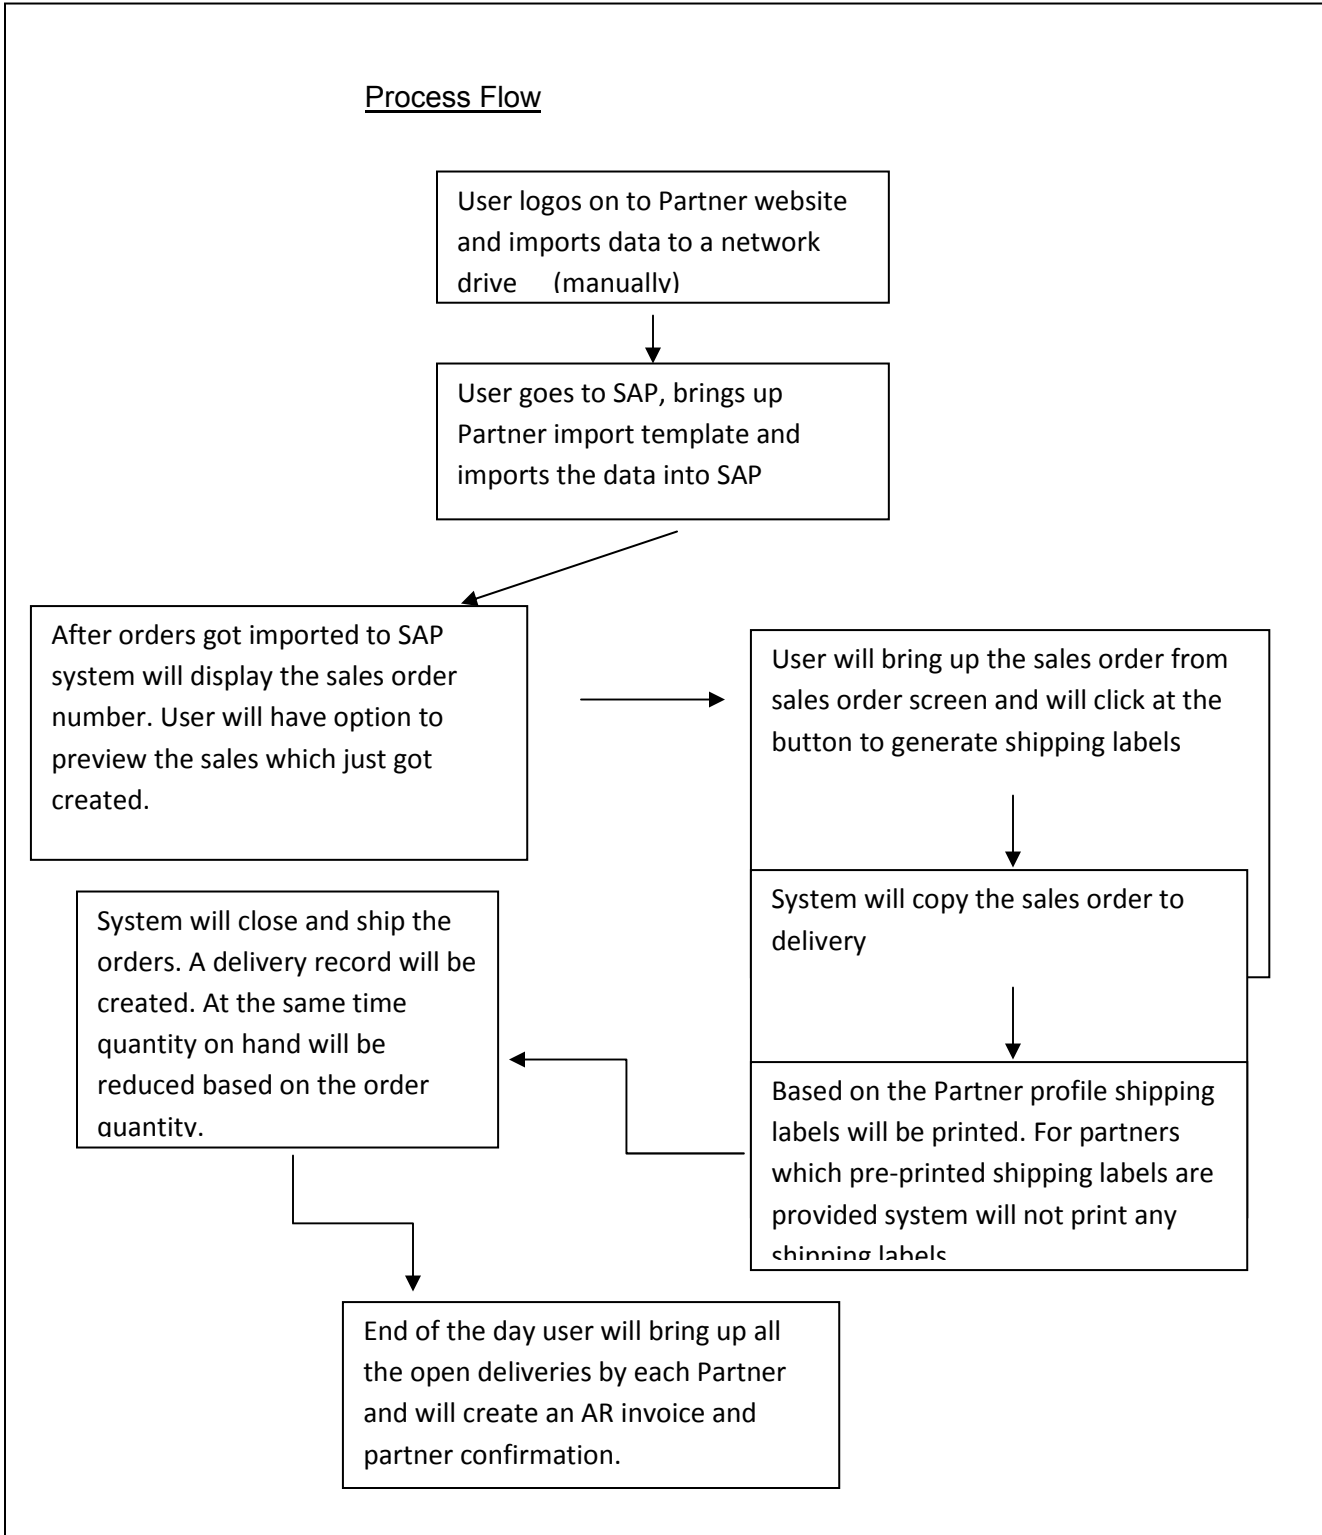 Process Flow
User logos on to Partner website
and imports data to a network
drive (manually)
User goes to SAP, brings up
Partner import template and
imports the data into SAP
After orders got imported to SAP
system will display the sales order
number. User will have option to
preview the sales which just got
created.
User will bring up the sales order from
sales order screen and will click at the
button to generate shipping labels
System will copy the sales order to
delivery
Based on the Partner profile shipping
labels will be printed. For partners
which pre-printed shipping labels are
provided system will not print any
shipping labels
System will close and ship the
orders. A delivery record will be
created. At the same time
quantity on hand will be
reduced based on the order
quantity.
End of the day user will bring up all
the open deliveries by each Partner
and will create an AR invoice and
partner confirmation.